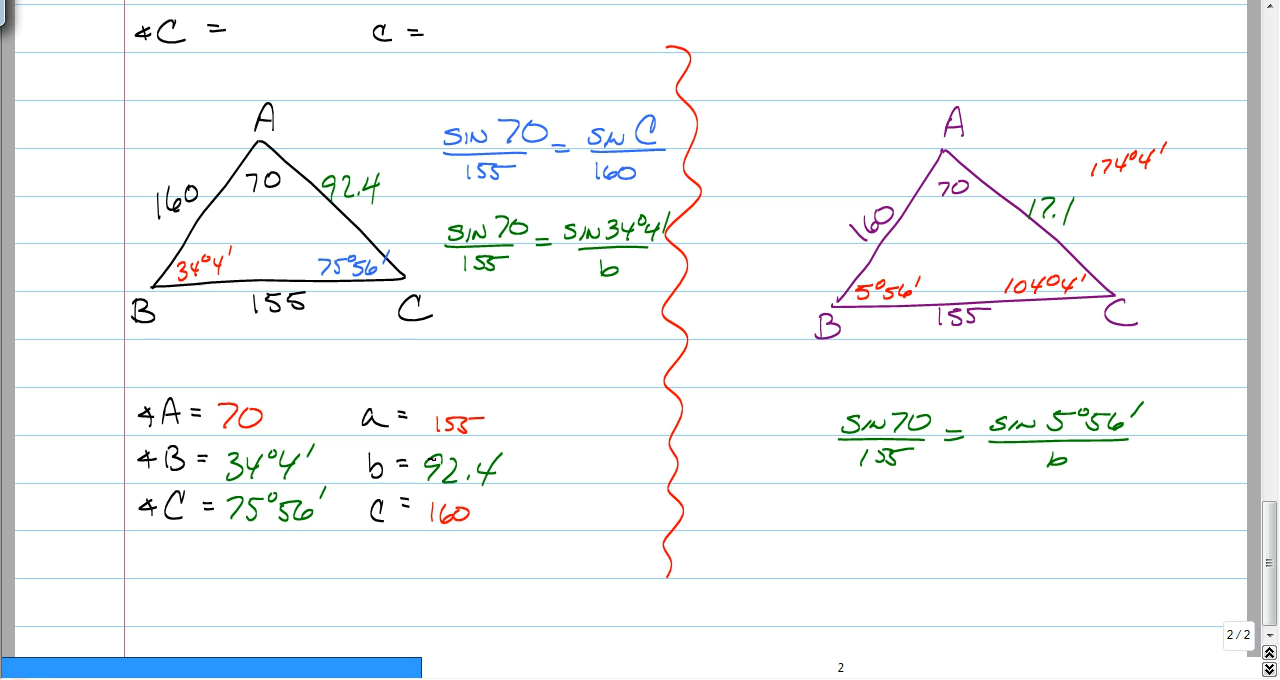 ∡C =    c =
A
sin 70 / 155 = sin C / 160
160    70    92.4
sin 70 / 155 = sin 34°4' / b
34°4'    75°56'
B    155    C
∡A = 70    a = 155
∡B = 34°4'    b = 92.4
∡C = 75°56'    c = 160
A
174°4'
70
160    17.1
5°56'    104°4'
B    155    C
sin 70 / 155 = sin 5°56' / b
2 / 2
2